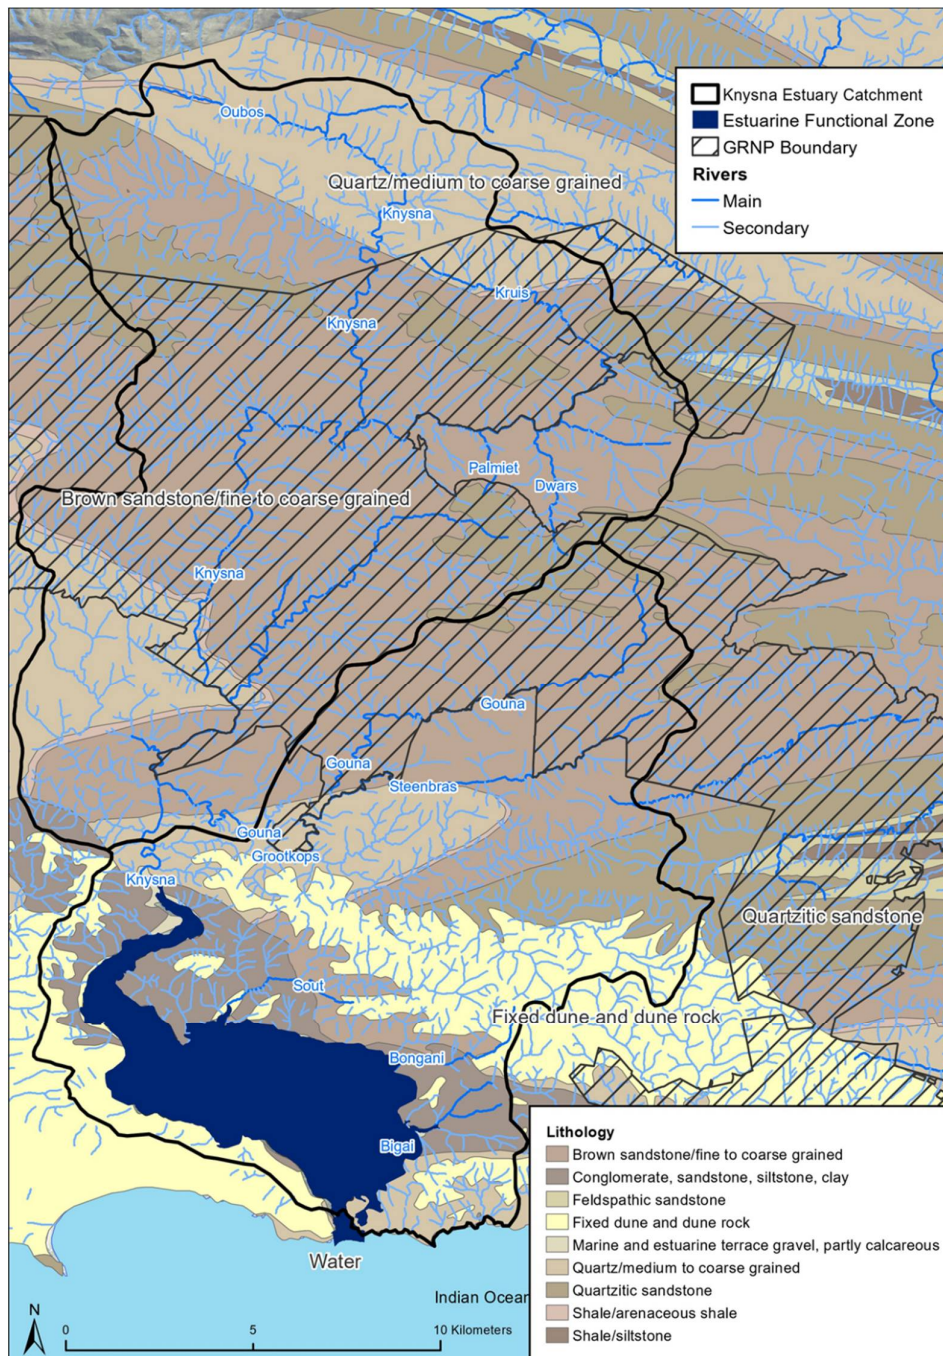 Knysna Estuary Catchment
Estuarine Functional Zone
GRNP Boundary
Rivers
Main
Secondary
Oubos
Quartz/medium to coarse grained
Knysna
Kruis
Knysna
Palmiet
Dwars
Brown sandstone/fine to coarse grained
Knysna
Gouna
Gouna
Steenbras
Gouna
Grootkops
Knysna
Quartzitic sandstone
Sout
Fixed dune and dune rock
Bongani
Bigai
Water
Indian Ocean
Lithology
Brown sandstone/fine to coarse grained
Conglomerate, sandstone, siltstone, clay
Feldspathic sandstone
Fixed dune and dune rock
Marine and estuarine terrace gravel, partly calcareous
Quartz/medium to coarse grained
Quartzitic sandstone
Shale/arenaceous shale
Shale/siltstone
N
0 5 10 Kilometers